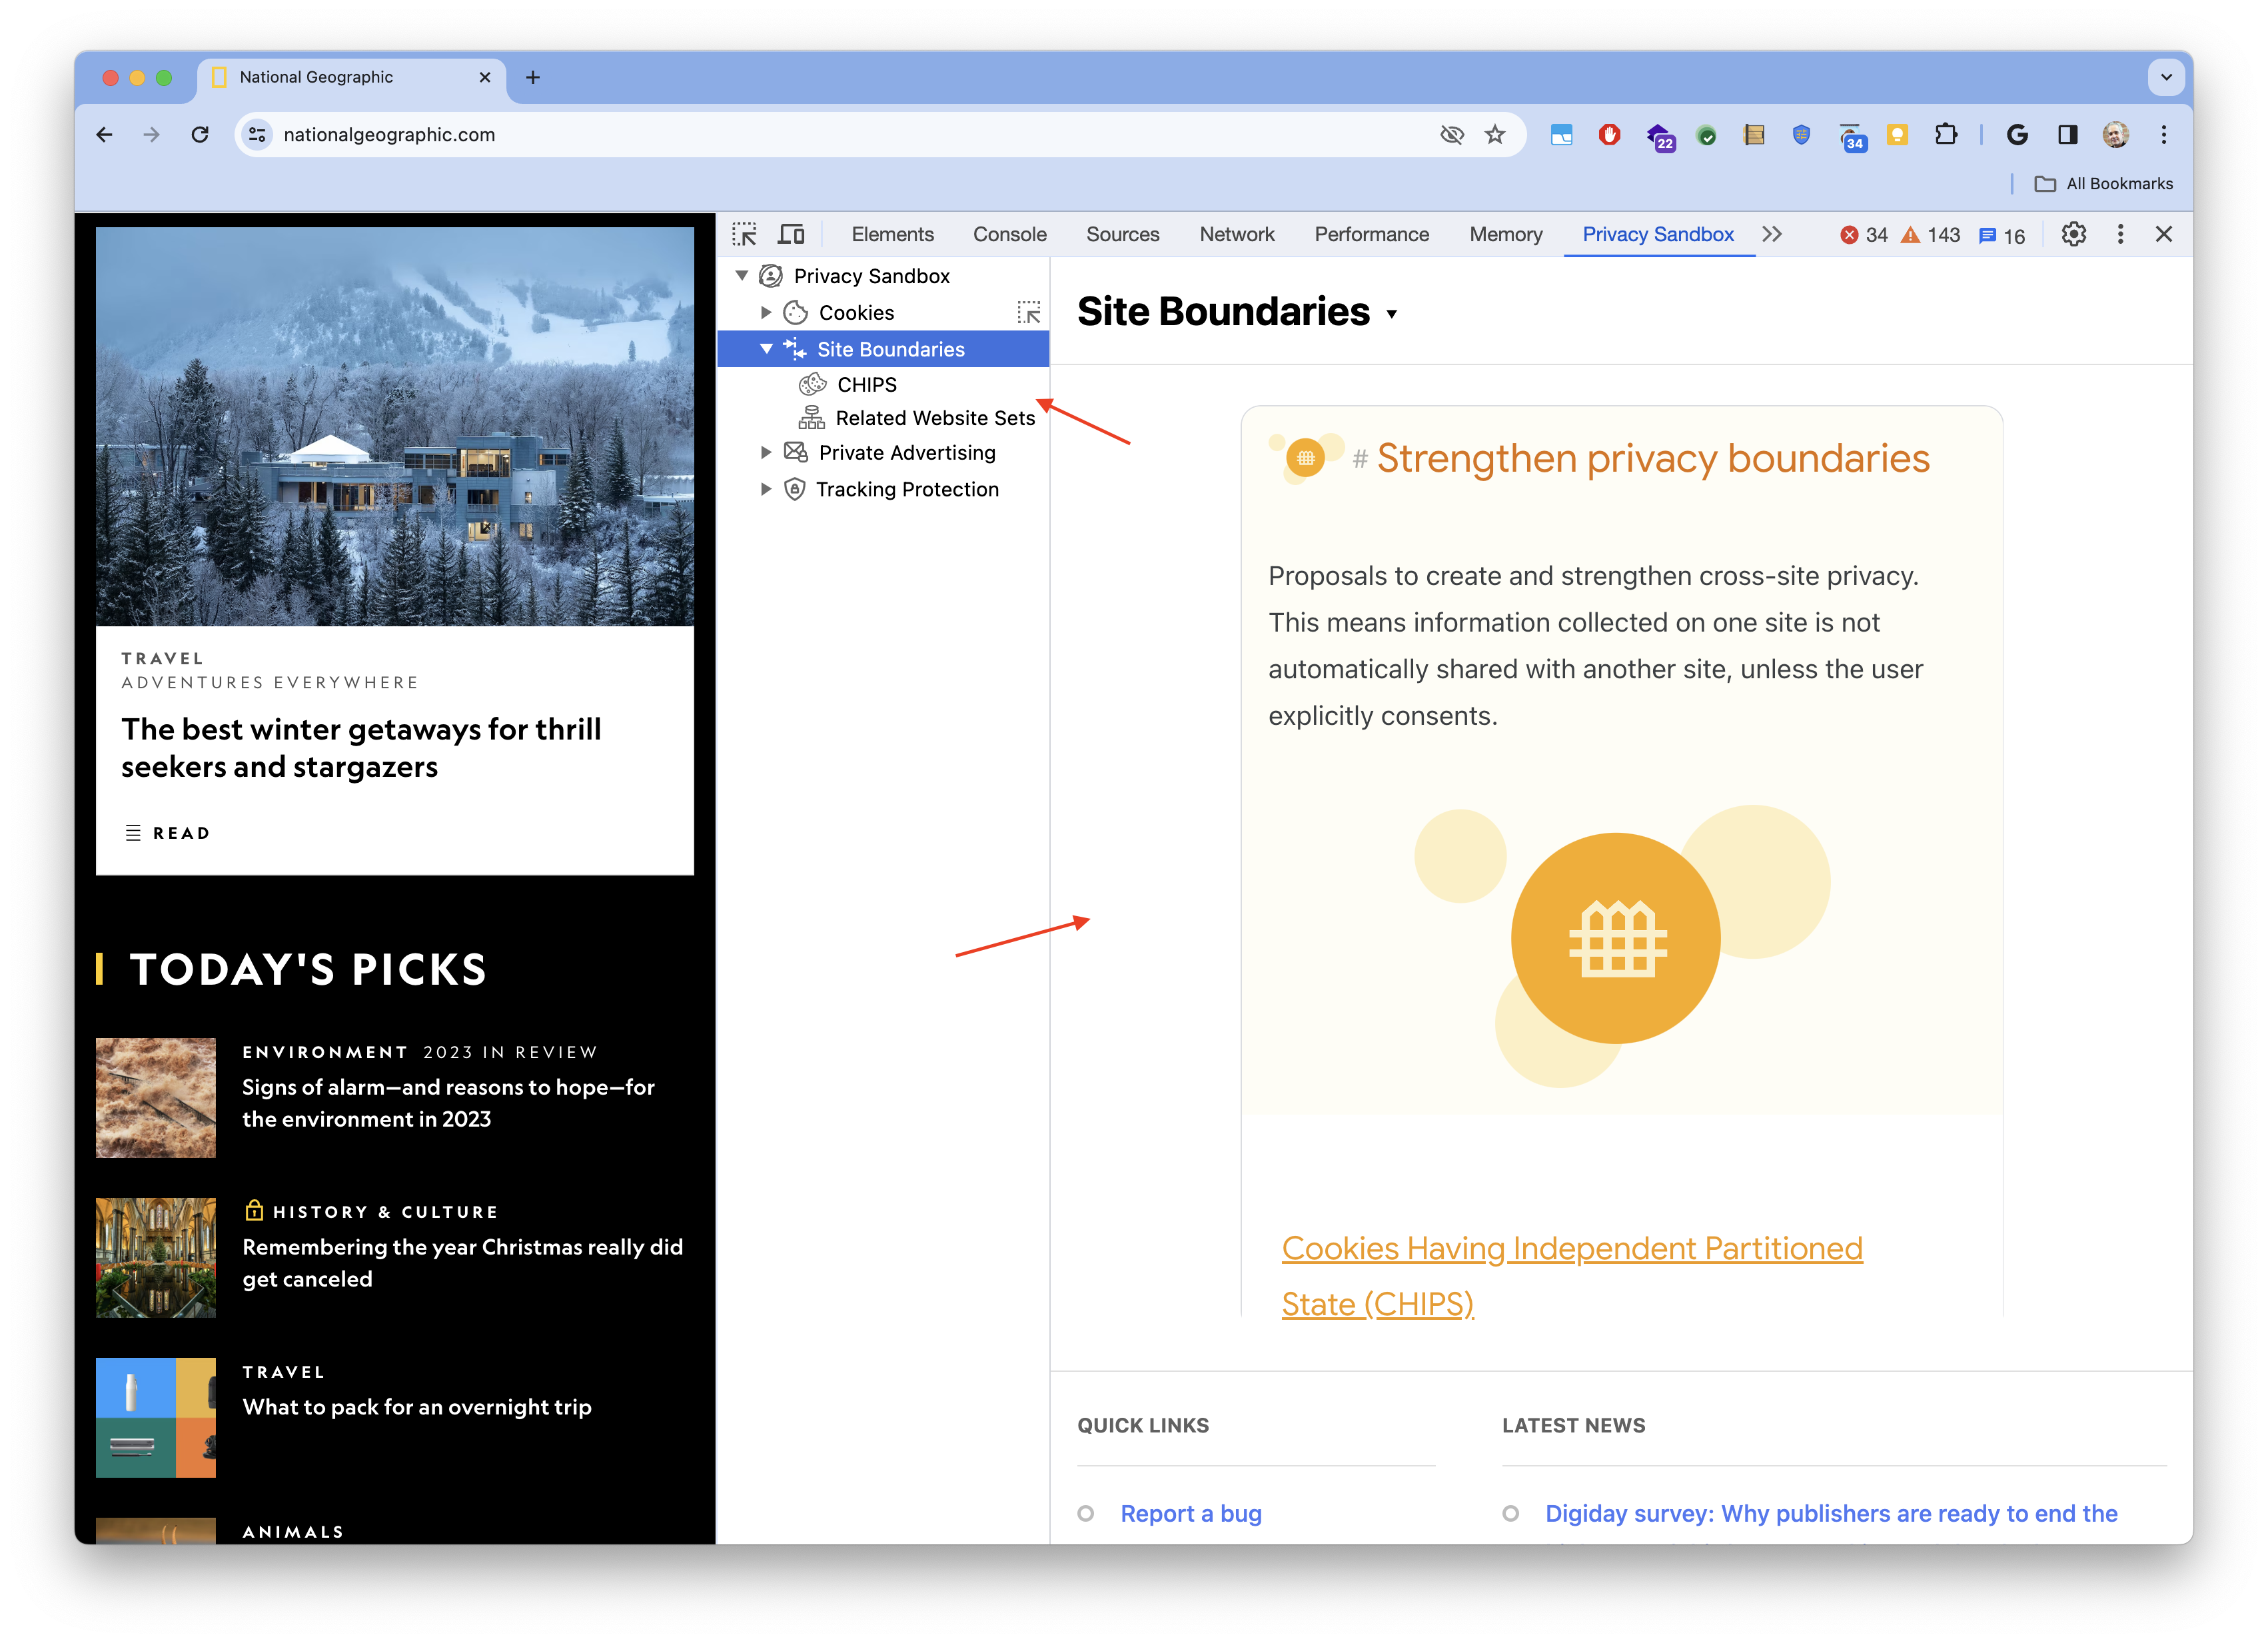 National Geographic
nationalgeographic.com
22
34
All Bookmarks
Elements
Console
Sources
Network
Performance
Memory
Privacy Sandbox
34
143
16
Privacy Sandbox
Cookies
Site Boundaries
CHIPS
Related Website Sets
Private Advertising
Tracking Protection
TRAVEL
ADVENTURES EVERYWHERE
The best winter getaways for thrill
seekers and stargazers
READ
TODAY'S PICKS
ENVIRONMENT 2023 IN REVIEW
Signs of alarm—and reasons to hope—for
the environment in 2023
HISTORY & CULTURE
Remembering the year Christmas really did
get canceled
TRAVEL
What to pack for an overnight trip
ANIMALS
Site Boundaries
# Strengthen privacy boundaries
Proposals to create and strengthen cross-site privacy.
This means information collected on one site is not
automatically shared with another site, unless the user
explicitly consents.
Cookies Having Independent Partitioned
State (CHIPS)
QUICK LINKS
Report a bug
LATEST NEWS
Digiday survey: Why publishers are ready to end the